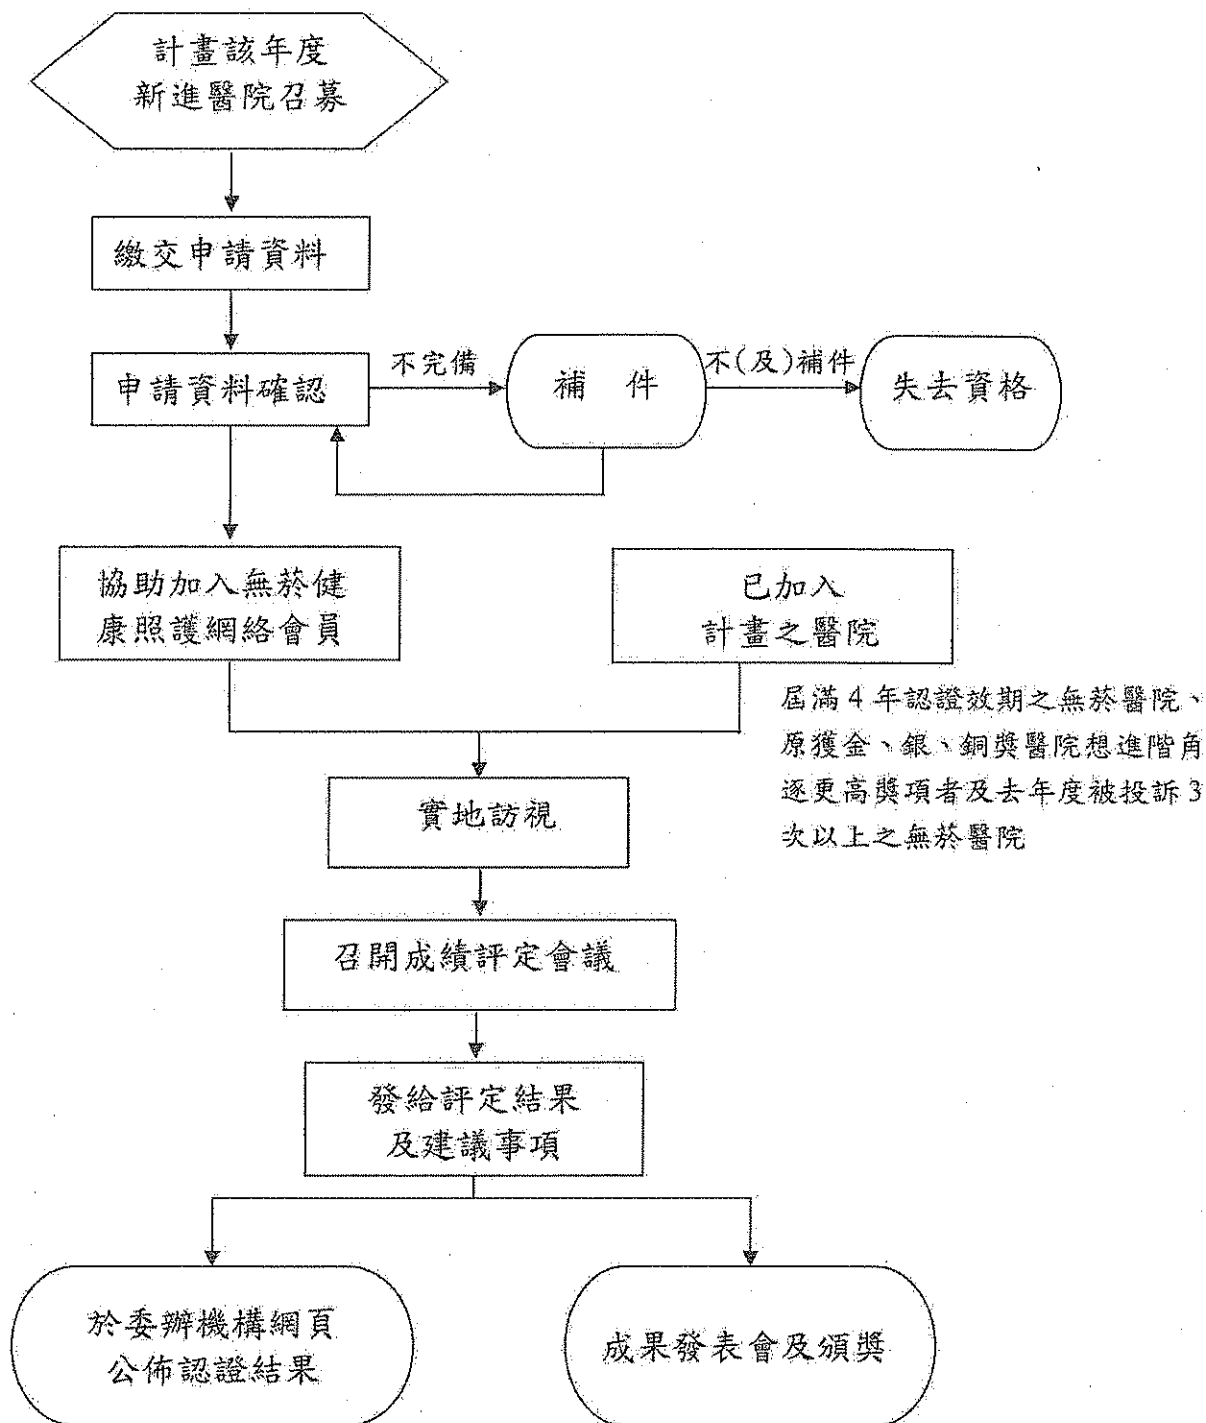 計畫該年度
新進醫院召募
繳交申請資料
申請資料確認
不完備
補 件
不(及)補件
失去資格
協助加入無菸健
康照護網絡會員
已加入
計畫之醫院
屆滿4年認證效期之無菸醫院、
原獲金、銀、銅獎醫院想進階角
逐更高獎項者及去年度被投訴3
次以上之無菸醫院
實地訪視
召開成績評定會議
發給評定結果
及建議事項
於委辦機構網頁
公佈認證結果
成果發表會及頒獎